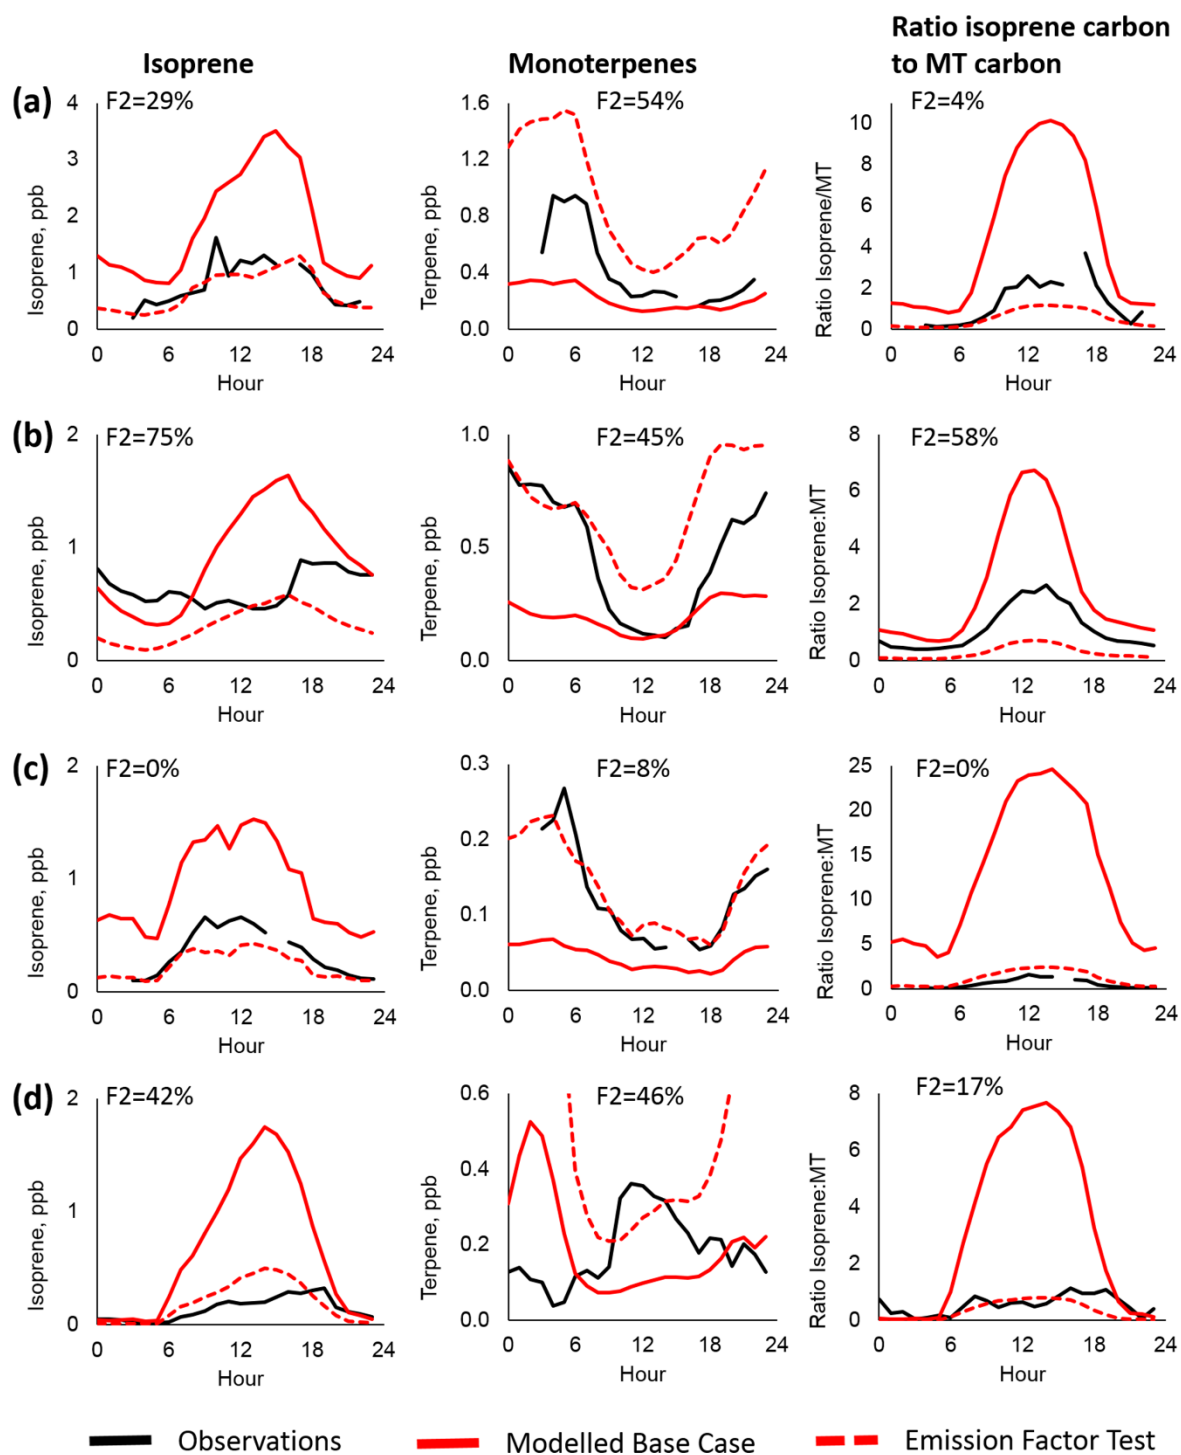 Isoprene
Monoterpenes
Ratio isoprene carbon
to MT carbon
(a)
F2=29%
4
3
2
1
0
Isoprene, ppb
0 6 12 18 24
Hour
F2=54%
1.6
1.2
0.8
0.4
0.0
Terpene, ppb
0 6 12 18 24
Hour
F2=4%
10
8
6
4
2
0
Ratio Isoprene/MT
0 6 12 18 24
Hour
(b)
F2=75%
2
1
0
Isoprene, ppb
0 6 12 18 24
Hour
F2=45%
1.0
0.5
0.0
Terpene, ppb
0 6 12 18 24
Hour
F2=58%
8
6
4
2
0
Ratio Isoprene:MT
0 6 12 18 24
Hour
(c)
F2=0%
2
1
0
Isoprene, ppb
0 6 12 18 24
Hour
F2=8%
0.3
0.2
0.1
0.0
Terpene, ppb
0 6 12 18 24
Hour
F2=0%
25
20
15
10
5
0
Ratio Isoprene:MT
0 6 12 18 24
Hour
(d)
F2=42%
2
1
0
Isoprene, ppb
0 6 12 18 24
Hour
F2=46%
0.6
0.4
0.2
0.0
Terpene, ppb
0 6 12 18 24
Hour
F2=17%
8
6
4
2
0
Ratio Isoprene:MT
0 6 12 18 24
Hour
Observations
Modelled Base Case
Emission Factor Test